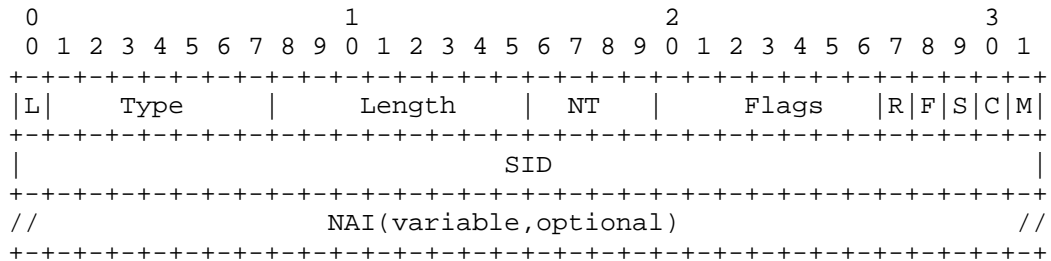 0                   1                   2                   3
 0 1 2 3 4 5 6 7 8 9 0 1 2 3 4 5 6 7 8 9 0 1 2 3 4 5 6 7 8 9 0 1
+-+-+-+-+-+-+-+-+-+-+-+-+-+-+-+-+-+-+-+-+-+-+-+-+-+-+-+-+-+-+-+-+
|L|     Type      |     Length    |  NT   |     Flags     |R|F|S|C|M|
+-+-+-+-+-+-+-+-+-+-+-+-+-+-+-+-+-+-+-+-+-+-+-+-+-+-+-+-+-+-+-+-+
|                              SID                              |
+-+-+-+-+-+-+-+-+-+-+-+-+-+-+-+-+-+-+-+-+-+-+-+-+-+-+-+-+-+-+-+-+
//                   NAI(variable,optional)                     //
+-+-+-+-+-+-+-+-+-+-+-+-+-+-+-+-+-+-+-+-+-+-+-+-+-+-+-+-+-+-+-+-+